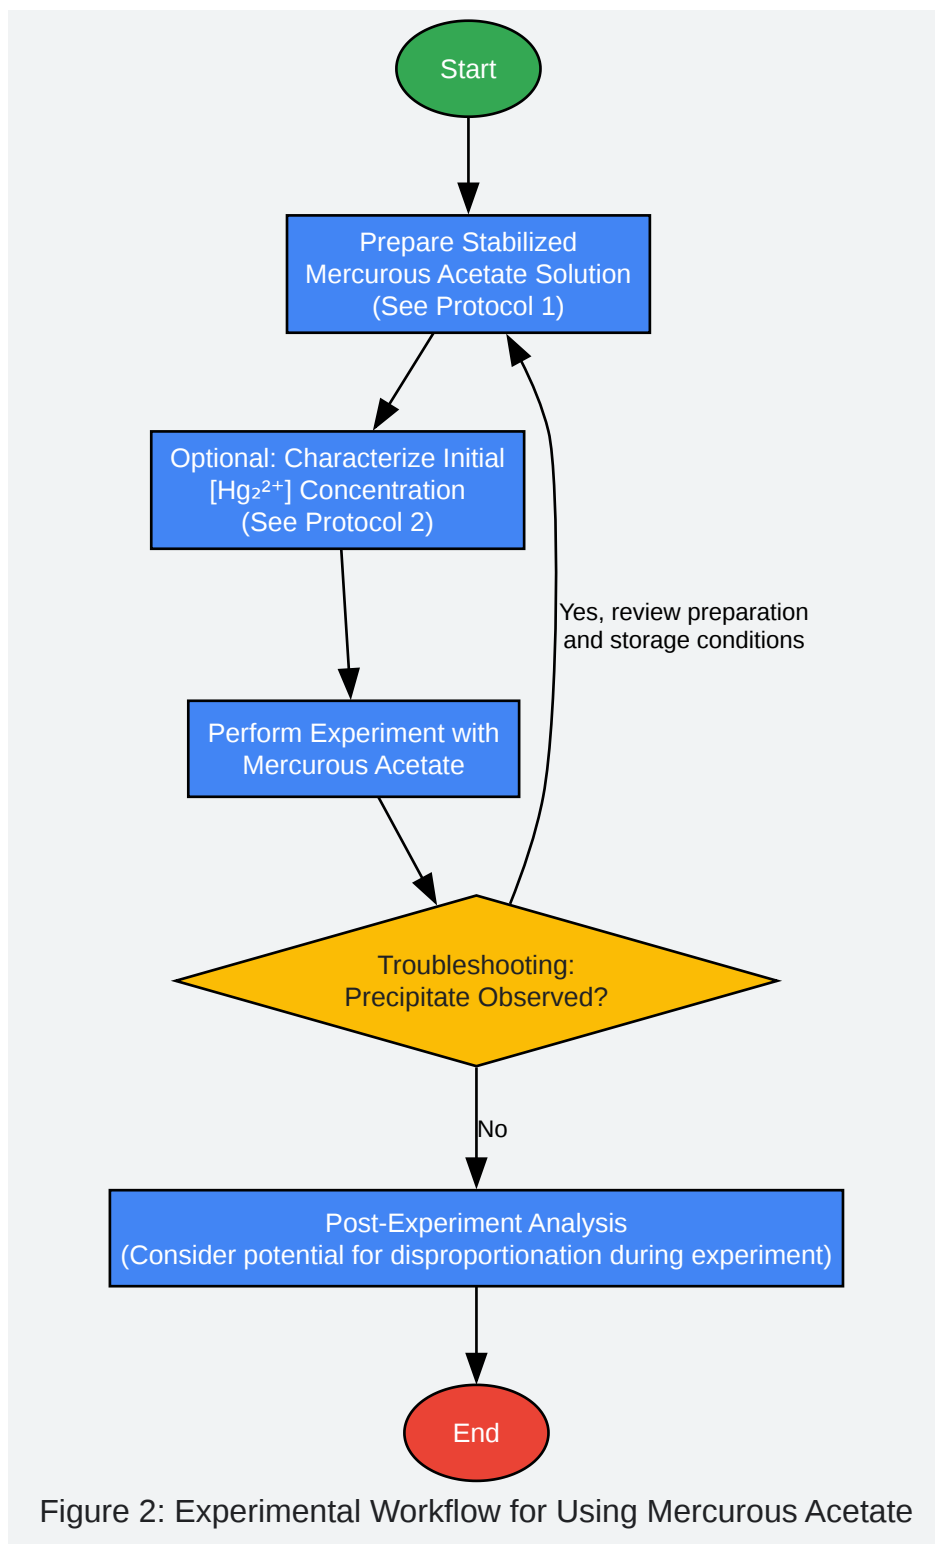 Start
Prepare Stabilized
Mercurous Acetate Solution
(See Protocol 1)
Optional: Characterize Initial
[Hg₂²⁺] Concentration
(See Protocol 2)
Yes, review preparation
and storage conditions
Perform Experiment with
Mercurous Acetate
Troubleshooting:
Precipitate Observed?
No
Post-Experiment Analysis
(Consider potential for disproportionation during experiment)
End
Figure 2: Experimental Workflow for Using Mercurous Acetate